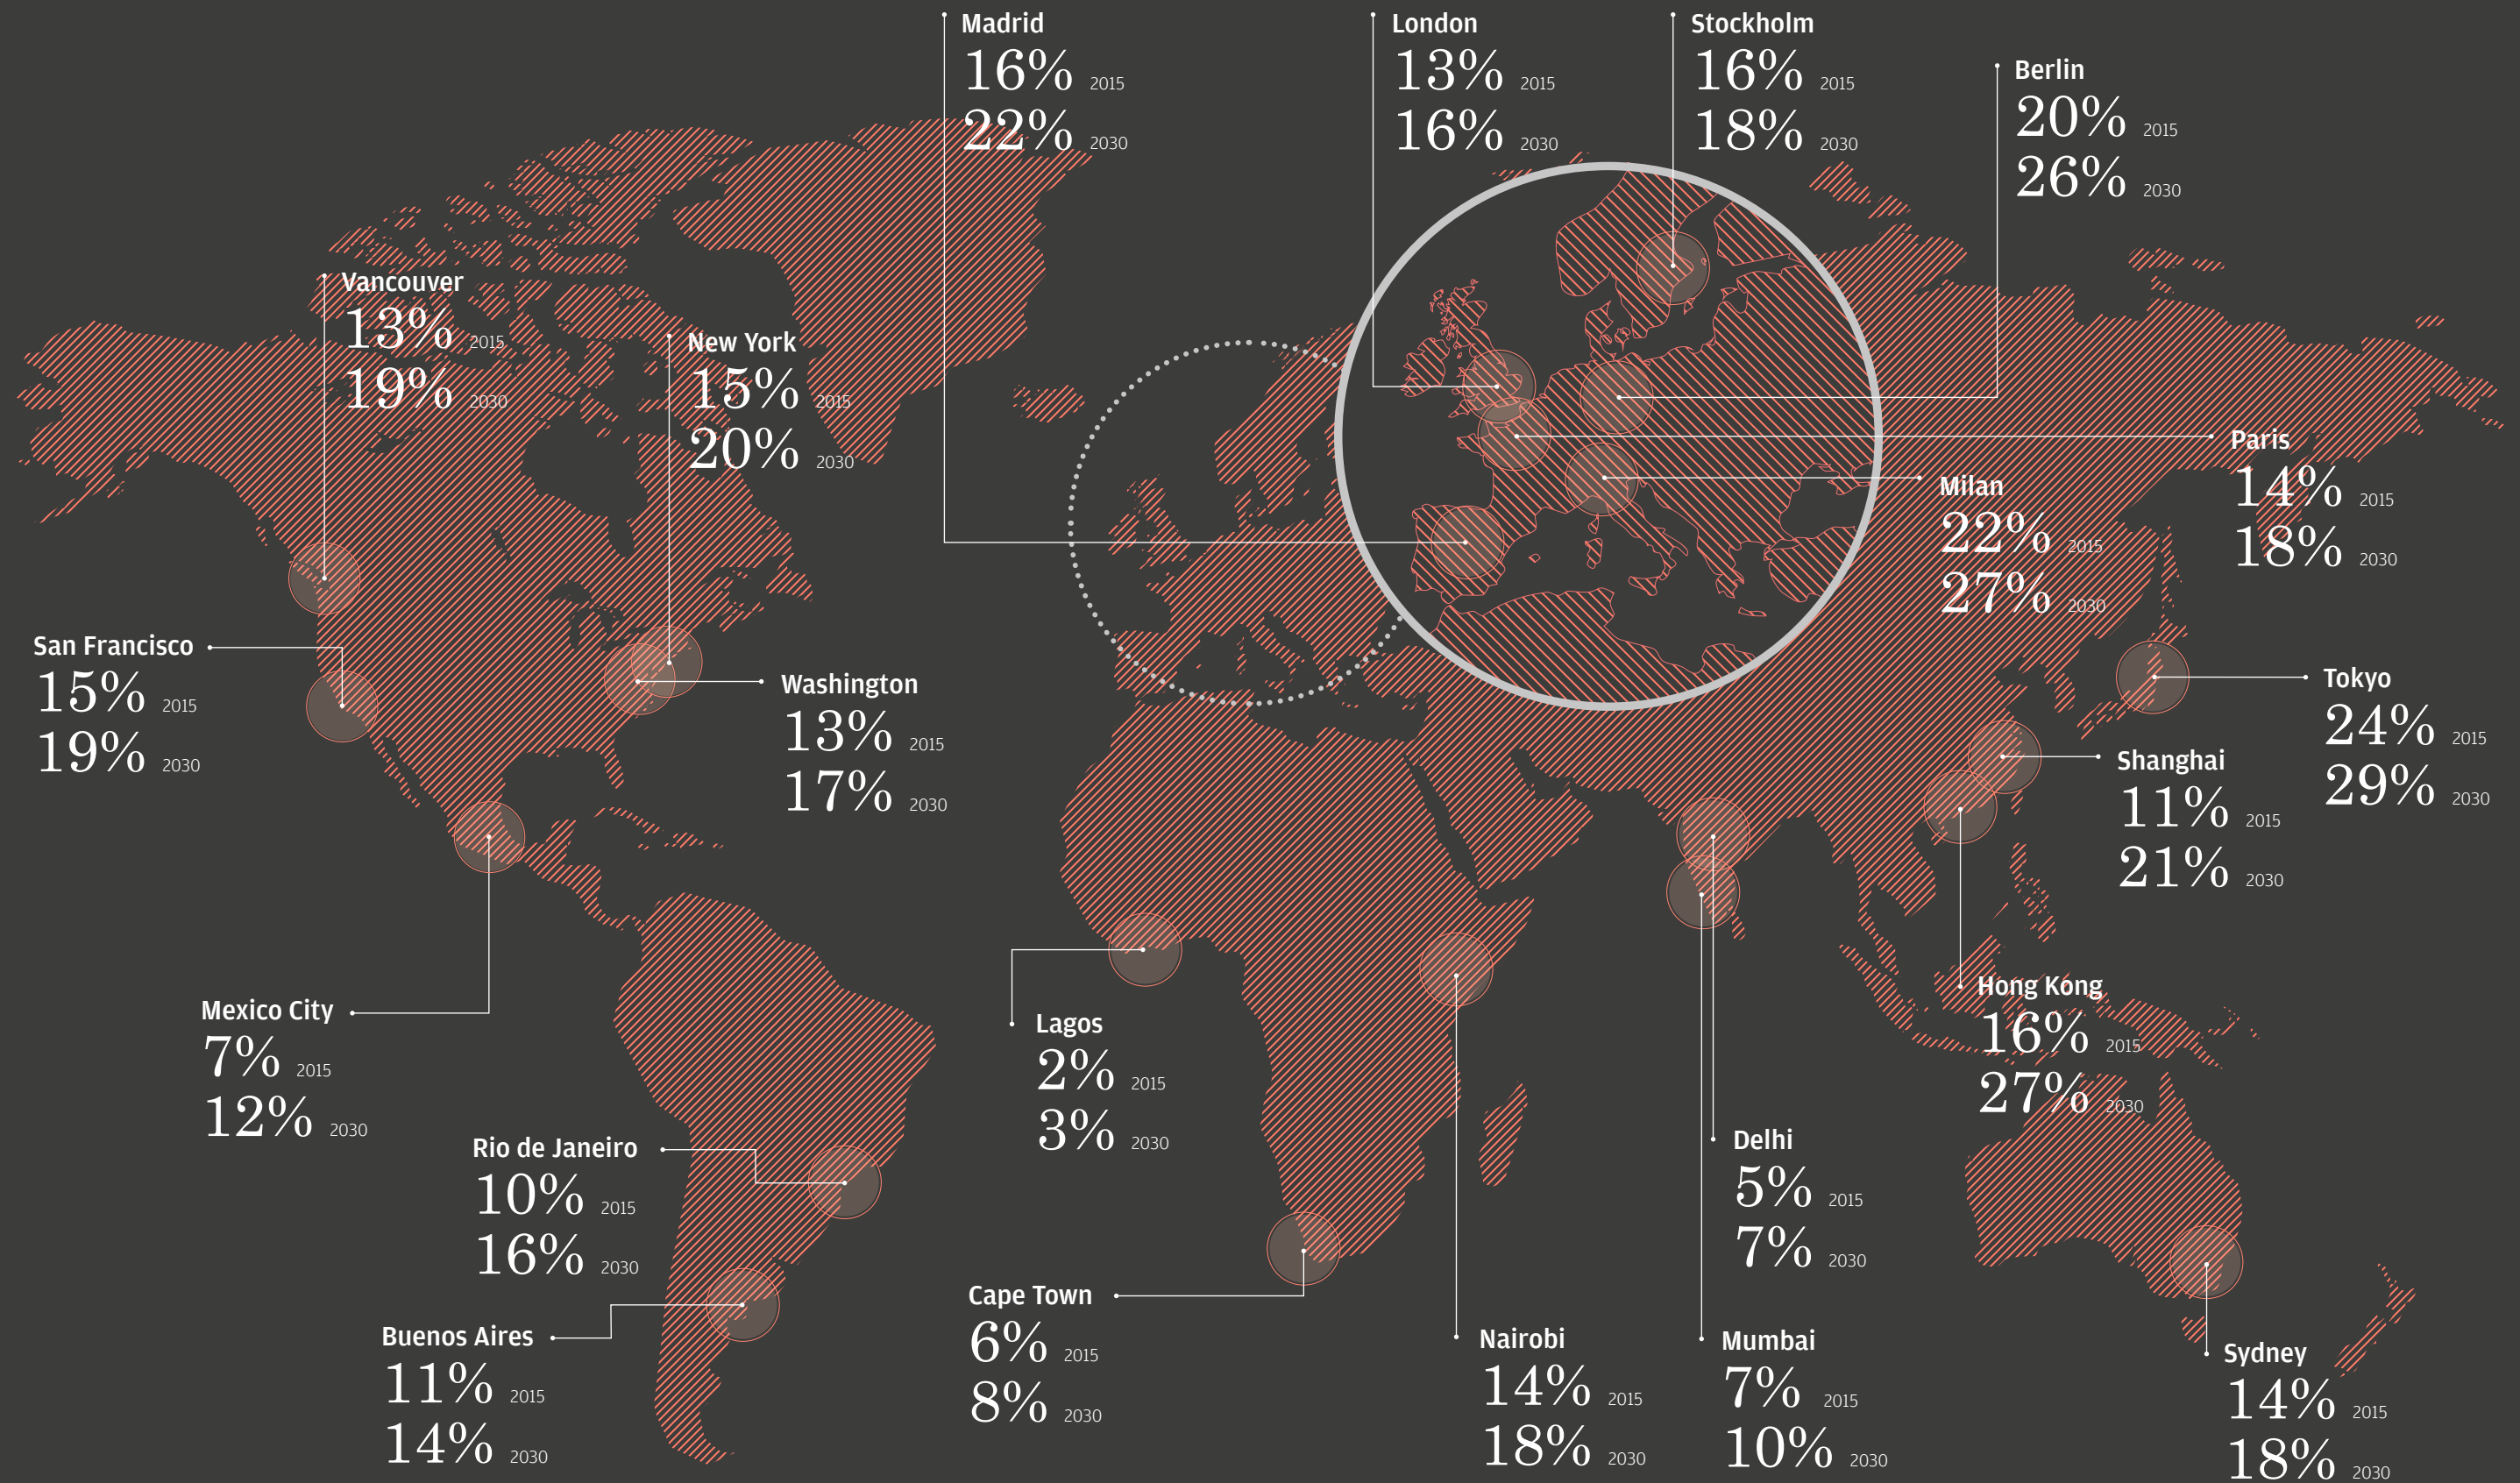 Madrid
16% 2015
22% 2030
London
13% 2015
16% 2030
Stockholm
16% 2015
18% 2030
Berlin
20% 2015
26% 2030
Vancouver
13% 2015
19% 2030
New York
15% 2015
20% 2030
Paris
14% 2015
18% 2030
Milan
22% 2015
27% 2030
San Francisco
15% 2015
19% 2030
Washington
13% 2015
17% 2030
Tokyo
24% 2015
29% 2030
Shanghai
11% 2015
21% 2030
Hong Kong
16% 2015
27% 2030
Mexico City
7% 2015
12% 2030
Lagos
2% 2015
3% 2030
Delhi
5% 2015
7% 2030
Rio de Janeiro
10% 2015
16% 2030
Cape Town
6% 2015
8% 2030
Buenos Aires
11% 2015
14% 2030
Nairobi
14% 2015
18% 2030
Mumbai
7% 2015
10% 2030
Sydney
14% 2015
18% 2030